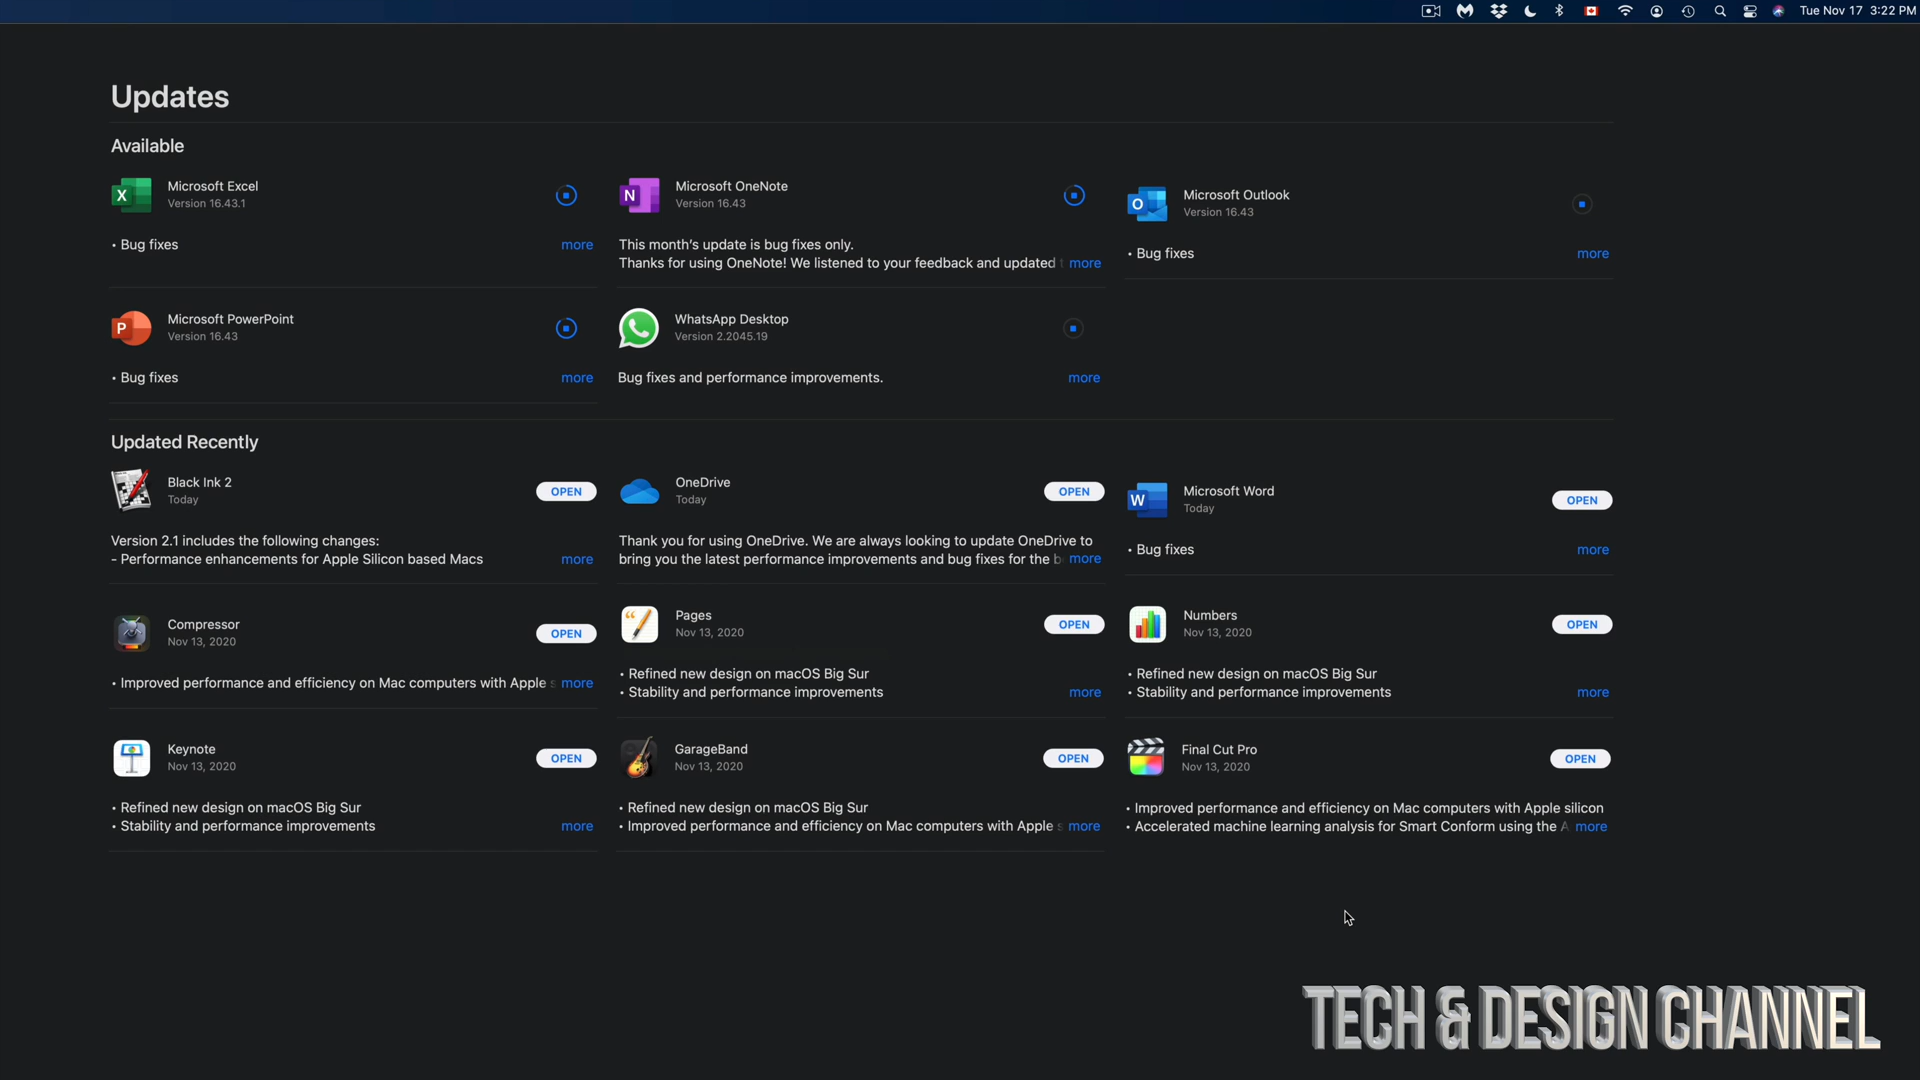 Tue Nov 17 3:22 PM
Updates
Available
Microsoft Excel
Version 16.43.1
• Bug fixes
more
Microsoft OneNote
Version 16.43
This month's update is bug fixes only.
Thanks for using OneNote! We listened to your feedback and updated
more
Microsoft Outlook
Version 16.43
• Bug fixes
more
Microsoft PowerPoint
Version 16.43
• Bug fixes
more
WhatsApp Desktop
Version 2.2045.19
Bug fixes and performance improvements.
more
Updated Recently
Black Ink 2
Today
OPEN
Version 2.1 includes the following changes:
- Performance enhancements for Apple Silicon based Macs
more
OneDrive
Today
OPEN
Thank you for using OneDrive. We are always looking to update OneDrive to
bring you the latest performance improvements and bug fixes for the
more
Microsoft Word
Today
OPEN
• Bug fixes
more
Compressor
Nov 13, 2020
OPEN
• Improved performance and efficiency on Mac computers with Apple
more
Pages
Nov 13, 2020
OPEN
• Refined new design on macOS Big Sur
• Stability and performance improvements
more
Numbers
Nov 13, 2020
OPEN
• Refined new design on macOS Big Sur
• Stability and performance improvements
more
Keynote
Nov 13, 2020
OPEN
• Refined new design on macOS Big Sur
• Stability and performance improvements
more
GarageBand
Nov 13, 2020
OPEN
• Refined new design on macOS Big Sur
• Improved performance and efficiency on Mac computers with Apple
more
Final Cut Pro
Nov 13, 2020
OPEN
• Improved performance and efficiency on Mac computers with Apple silicon
• Accelerated machine learning analysis for Smart Conform using the
more
TECH & DESIGN CHANNEL